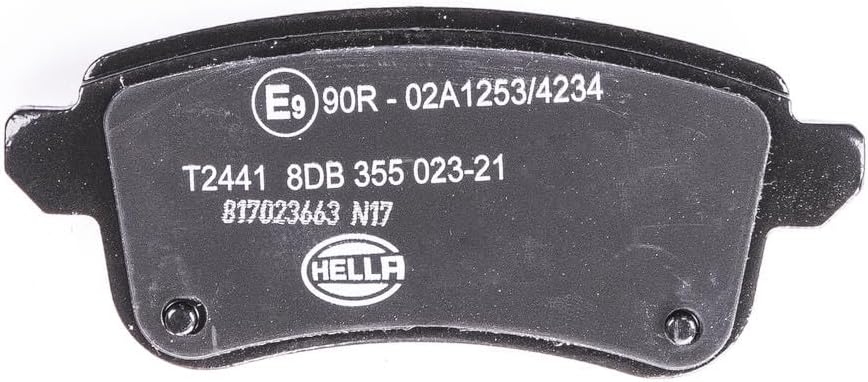 E9 90R - 02A1253/4234
T2441 8DB 355 023-21
817023663 N17
HELLA